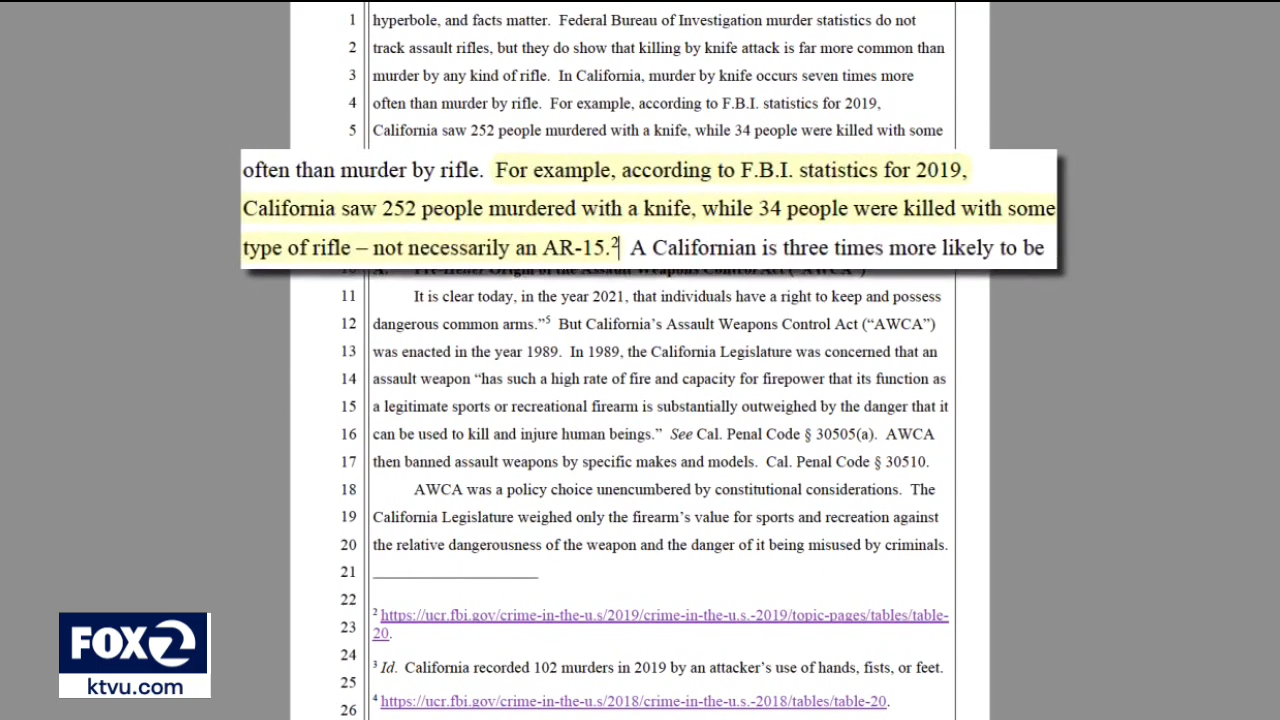 1 hyperbole, and facts matter. Federal Bureau of Investigation murder statistics do not
2 track assault rifles, but they do show that killing by knife attack is far more common than
3 murder by any kind of rifle. In California, murder by knife occurs seven times more
4 often than murder by rifle. For example, according to F.B.I. statistics for 2019,
5 California saw 252 people murdered with a knife, while 34 people were killed with some
often than murder by rifle. For example, according to F.B.I. statistics for 2019,
California saw 252 people murdered with a knife, while 34 people were killed with some
type of rifle – not necessarily an AR-15.² A Californian is three times more likely to be
11 It is clear today, in the year 2021, that individuals have a right to keep and possess
12 dangerous common arms.”⁵ But California’s Assault Weapons Control Act (“AWCA”)
13 was enacted in the year 1989. In 1989, the California Legislature was concerned that an
14 assault weapon “has such a high rate of fire and capacity for firepower that its function as
15 a legitimate sports or recreational firearm is substantially outweighed by the danger that it
16 can be used to kill and injure human beings.” See Cal. Penal Code § 30505(a). AWCA
17 then banned assault weapons by specific makes and models. Cal. Penal Code § 30510.
18 AWCA was a policy choice unencumbered by constitutional considerations. The
19 California Legislature weighed only the firearm’s value for sports and recreation against
20 the relative dangerousness of the weapon and the danger of it being misused by criminals.
21
22
² https://ucr.fbi.gov/crime-in-the-u.s/2019/crime-in-the-u.s.-2019/topic-pages/tables/table-
23 20.
24
³ Id. California recorded 102 murders in 2019 by an attacker’s use of hands, fists, or feet.
25
⁴ https://ucr.fbi.gov/crime-in-the-u.s/2018/crime-in-the-u.s.-2018/tables/table-20.
26
FOX 2
ktvu.com